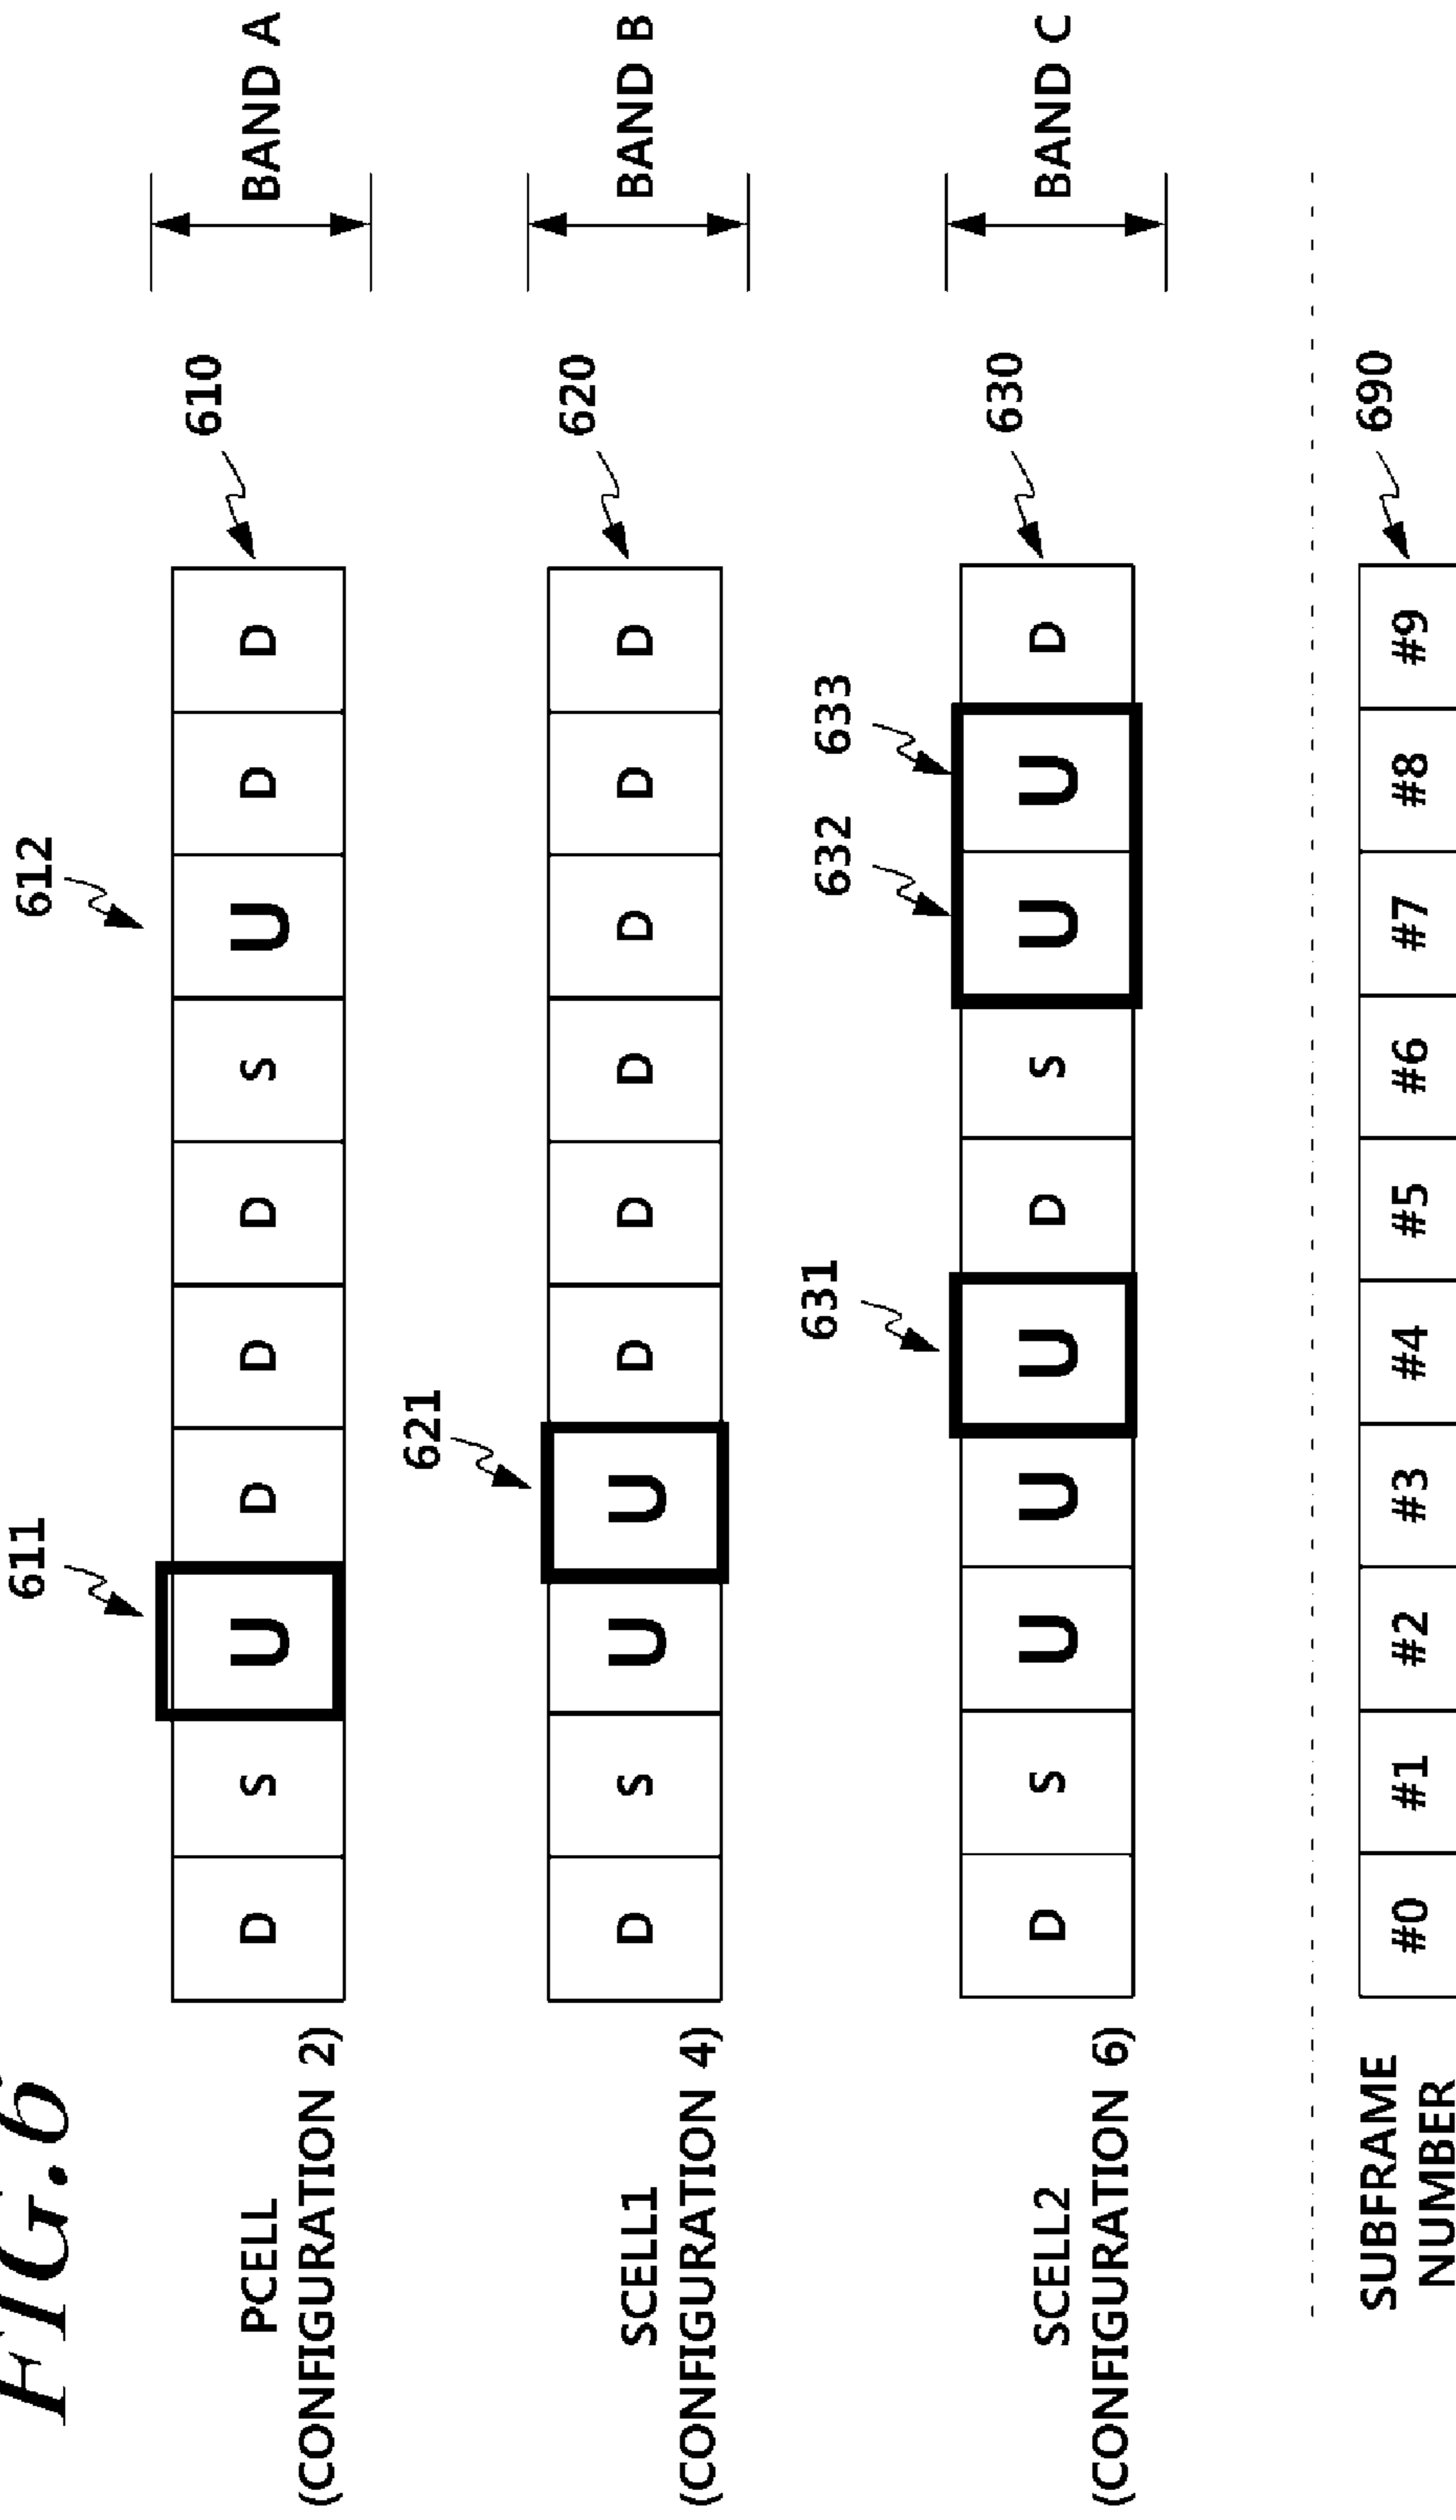 FIG.6
611
612
PCELL
(CONFIGURATION 2)
D S U D D D S U D D
610
BAND A
621
SCELL1
(CONFIGURATION 4)
D S U U D D D D D D
620
BAND B
631
632
633
SCELL2
(CONFIGURATION 6)
D S U U U D S U U D
630
BAND C
SUBFRAME
NUMBER
#0 #1 #2 #3 #4 #5 #6 #7 #8 #9
690